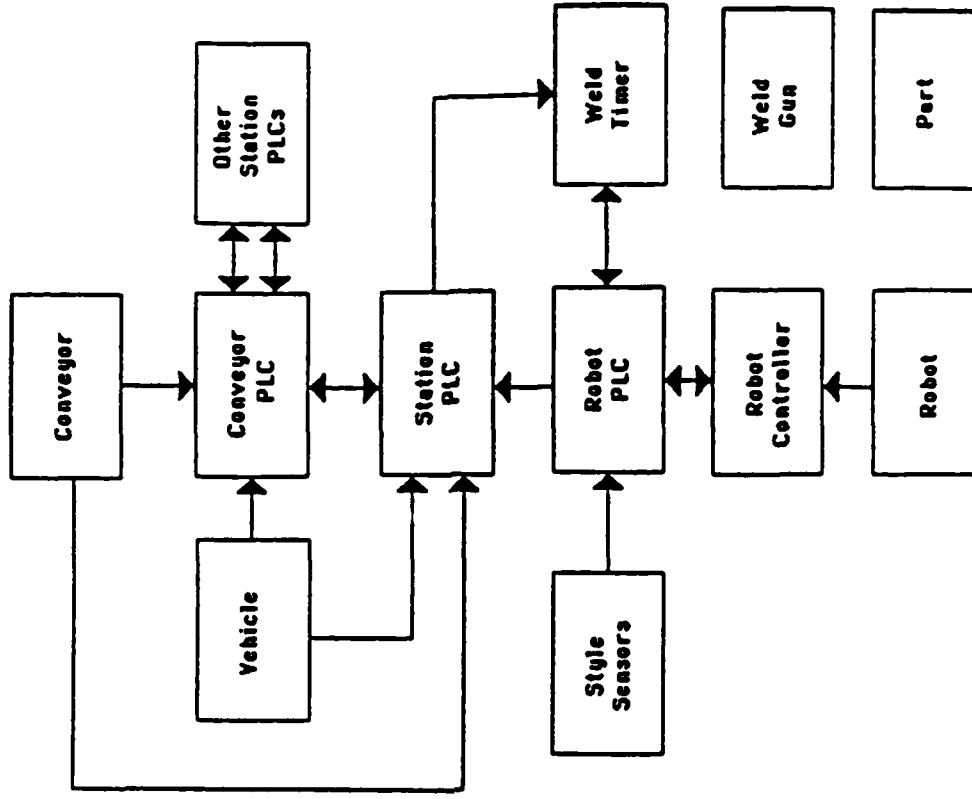 Conveyor
Other
Station
PLCs
Conveyor
PLC
Vehicle
Station
PLC
Weld
Timer
Robot
PLC
Style
Sensors
Weld
Gun
Robot
Controller
Part
Robot